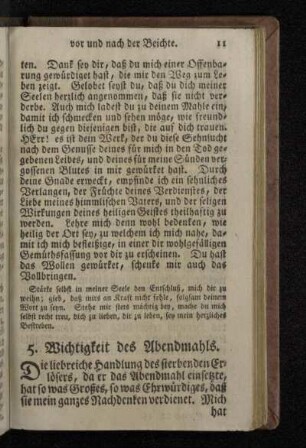 vor und nach der Beichte. 11
ten. Dank sey dir, daß du mich einer Offenba-
rung gewürdiget hast, die mir den Weg zum Le-
ben zeigt. Gelobet seyst du, daß du dich meiner
Seelen herzlich angenommen, daß sie nicht ver-
derbe. Auch mich ladest du zu deinem Mahle ein,
damit ich schmecken und sehen möge, wie freund-
lich du gegen diejenigen bist, die auf dich trauen.
HErr! es ist dein Werk, der du diese Sehnsucht
nach dem Genusse deines für mich in den Tod ge-
gebenen Leibes, und deines für meine Sünden ver-
gossenen Blutes in mir gewürket hast. Durch
deine Gnade erweckt, empfinde ich ein sehnliches
Verlangen, der Früchte deines Verdienstes, der
Liebe meines himmlischen Vaters, und der seligen
Wirkungen deines heiligen Geistes theilhaftig zu
werden. Lehre mich denn wohl bedenken, wie
heilig der Ort sey, zu welchem ich mich nahe, da-
mit ich mich befleißige, in einer dir wohlgefälligen
Gemüthsfassung vor dir zu erscheinen. Du hast
das Wollen gewürket, schenke mir auch das
Vollbringen.
Stärke selbst in meiner Seele den Entschluß, mich dir zu
weihn; gieb, daß mirs an Kraft nicht fehle, folgsam deinem
Wort zu seyn. Stehe mir stets mächtig bey, mache du mich
selbst recht treu, dich zu lieben, dir zu leben, sey mein herzliches
Bestreben.
5. Wichtigkeit des Abendmahls.
Die liebreiche Handlung des sterbenden Er-
lösers, da er das Abendmahl einsetzte,
hat so was Großes, so was Ehrwürdiges, daß
sie mein ganzes Nachdenken verdienet. Mich
hat